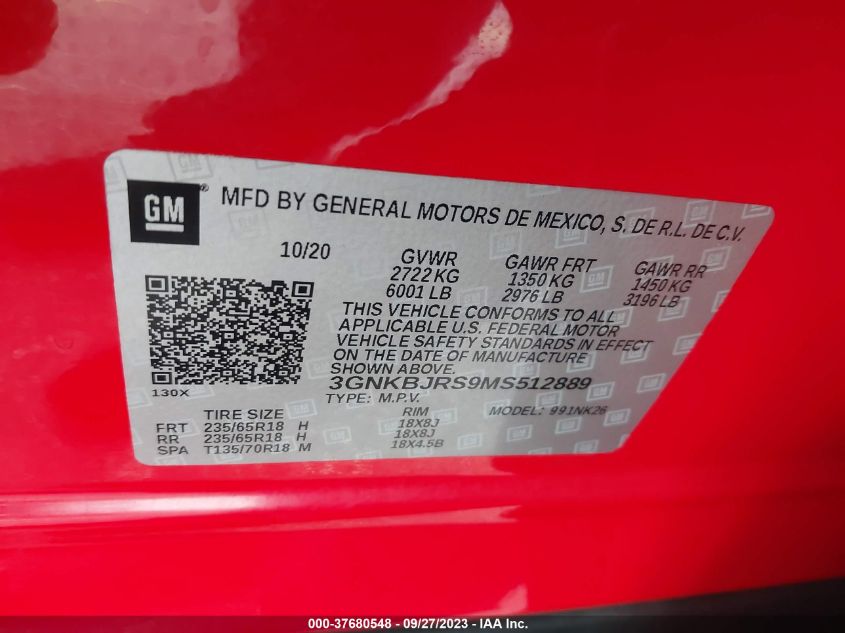 GM® MFD BY GENERAL MOTORS DE MEXICO, S. DE R.L. DE C.V.
10/20 GVWR GAWR FRT GAWR RR
2722 KG 1350 KG 1450 KG
6001 LB 2976 LB 3196 LB
THIS VEHICLE CONFORMS TO ALL
APPLICABLE U.S. FEDERAL MOTOR
VEHICLE SAFETY STANDARDS IN EFFECT
ON THE DATE OF MANUFACTURE
SHOWN ABOVE.
3GNKBJRS9MS512889
130X TYPE: M.P.V. MODEL: 991NK26
TIRE SIZE RIM
FRT 235/65R18 H 18X8J
RR 235/65R18 H 18X8J
SPA T135/70R18 M 18X4.5B
000-37680548 - 09/27/2023 - IAA Inc.